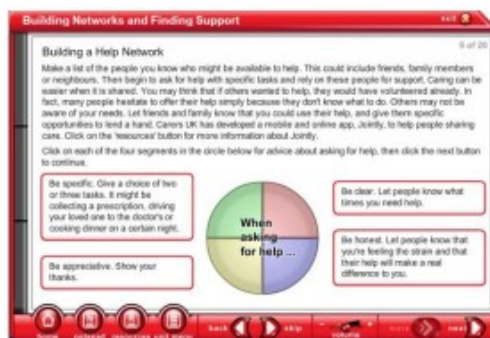 Building Networks and Finding Support
exit
5 of 20
Building a Help Network
Make a list of the people you know who might be available to help. This could include friends, family members
or neighbours. Then begin to ask for help with specific tasks and rely on these people for support. Caring can be
easier when it is shared. You may think that if others wanted to help, they would have volunteered already. In
fact, many people hesitate to offer their help simply because they don't know what to do. Others may not be
aware of your needs. Let friends and family know that you could use their help, and give them specific
opportunities to lend a hand. Carers UK has developed a mobile and online app, Jointly, to help people sharing
care. Click on the 'resources' button for more information about Jointly.
Click on each of the four segments in the circle below for advice about asking for help, then click the next button
to continue.
Be specific. Give a choice of two
or three tasks. It might be
collecting a prescription, driving
your loved one to the doctor's or
cooking dinner on a certain night.
Be appreciative. Show your
thanks.
When
asking
for help ...
Be clear. Let people know what
times you need help.
Be honest. Let people know that
you're feeling the strain and that
their help will make a real
difference to you.
home
notepad
resources
unit menu
back
skip
volume
more
next